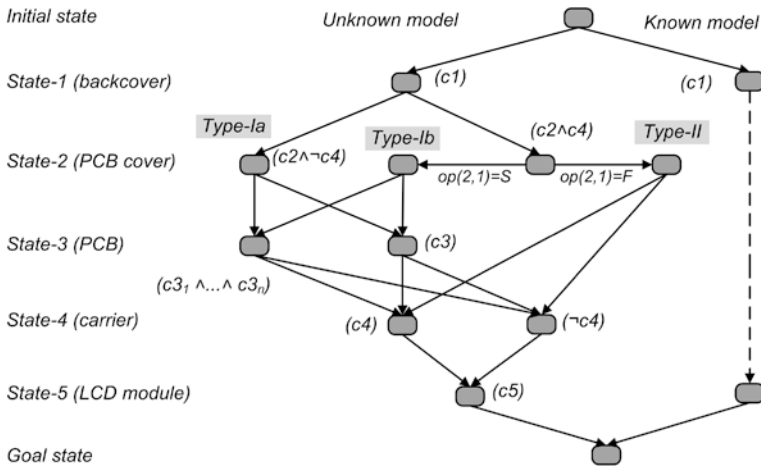 Initial state
Unknown model
Known model
State-1 (backcover)
(c1)
(c1)
Type-Ia
Type-Ib
(c2∧c4)
Type-II
State-2 (PCB cover)
(c2∧¬c4)
op(2,1)=S
op(2,1)=F
State-3 (PCB)
(c3)
(c3₁ ∧...∧ c3ₙ)
State-4 (carrier)
(c4)
(¬c4)
State-5 (LCD module)
(c5)
Goal state